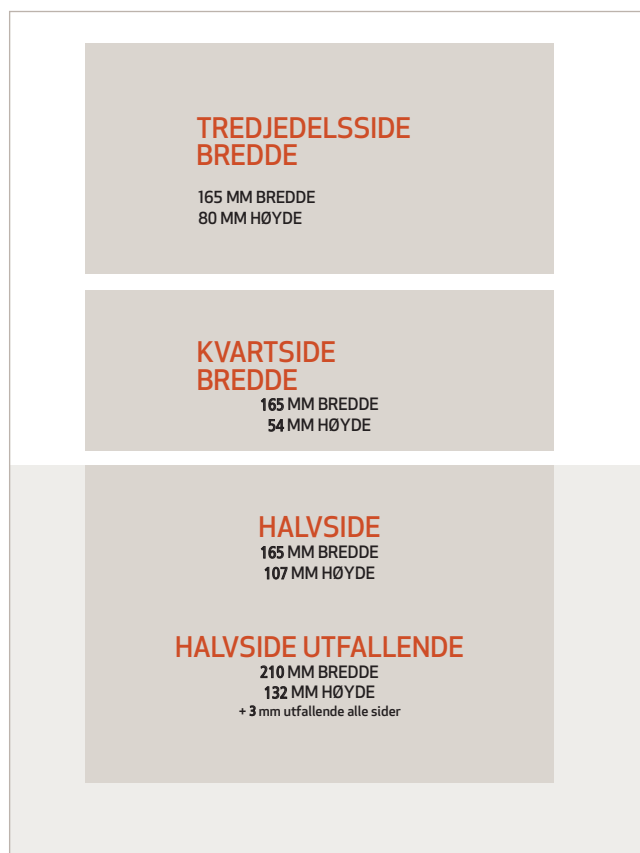 TREDJEDELSSIDE
BREDDE
165 MM BREDDE
80 MM HØYDE
KVARTSIDE
BREDDE
165 MM BREDDE
54 MM HØYDE
HALVSIDE
165 MM BREDDE
107 MM HØYDE
HALVSIDE UTFALLENDE
210 MM BREDDE
132 MM HØYDE
+ 3 mm utfallende alle sider